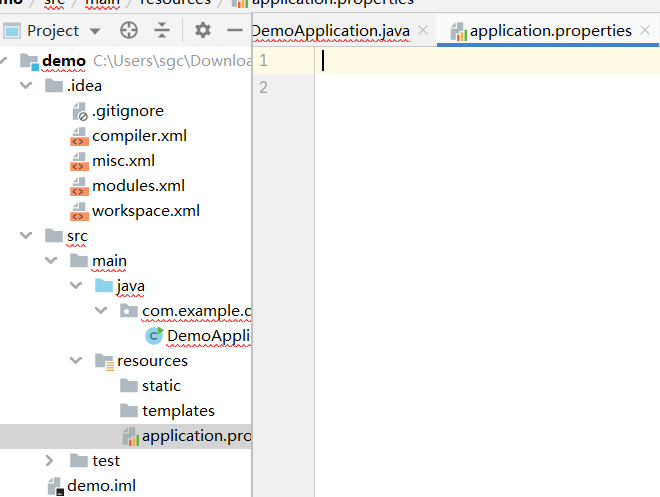 src main resources application.properties
Project
DemoApplication.java
application.properties
demo C:\Users\sgc\Downloa
.idea
.gitignore
compiler.xml
misc.xml
modules.xml
workspace.xml
src
main
java
com.example.
DemoAppli
resources
static
templates
application.pro
test
demo.iml
1
2